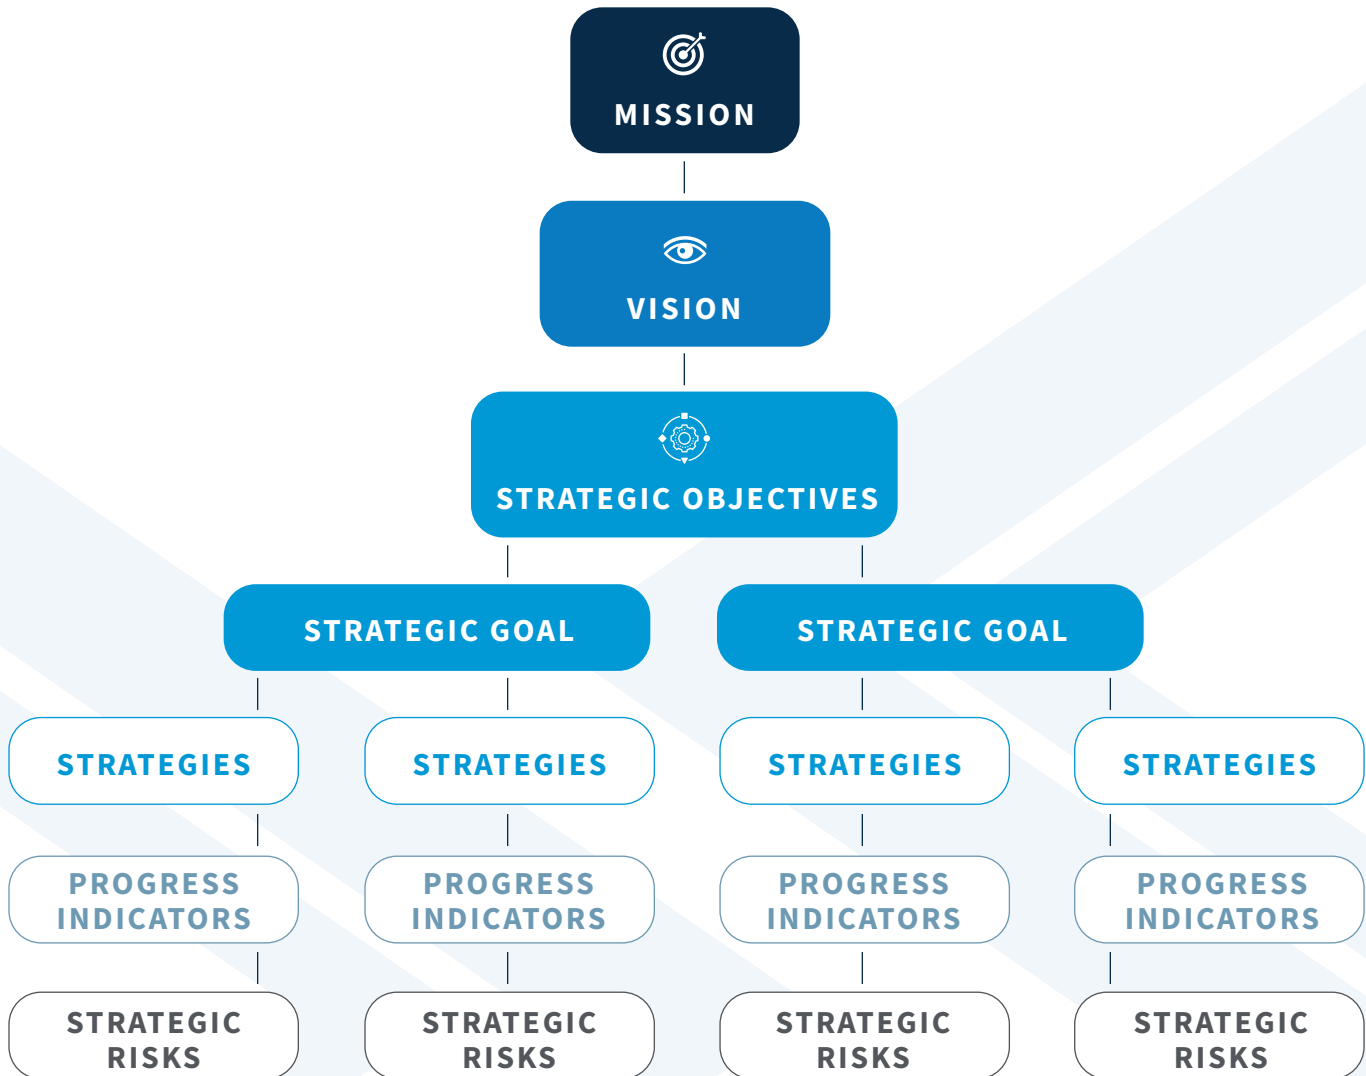 MISSION
VISION
STRATEGIC OBJECTIVES
STRATEGIC GOAL
STRATEGIC GOAL
STRATEGIES
STRATEGIES
STRATEGIES
STRATEGIES
PROGRESS
INDICATORS
PROGRESS
INDICATORS
PROGRESS
INDICATORS
PROGRESS
INDICATORS
STRATEGIC
RISKS
STRATEGIC
RISKS
STRATEGIC
RISKS
STRATEGIC
RISKS